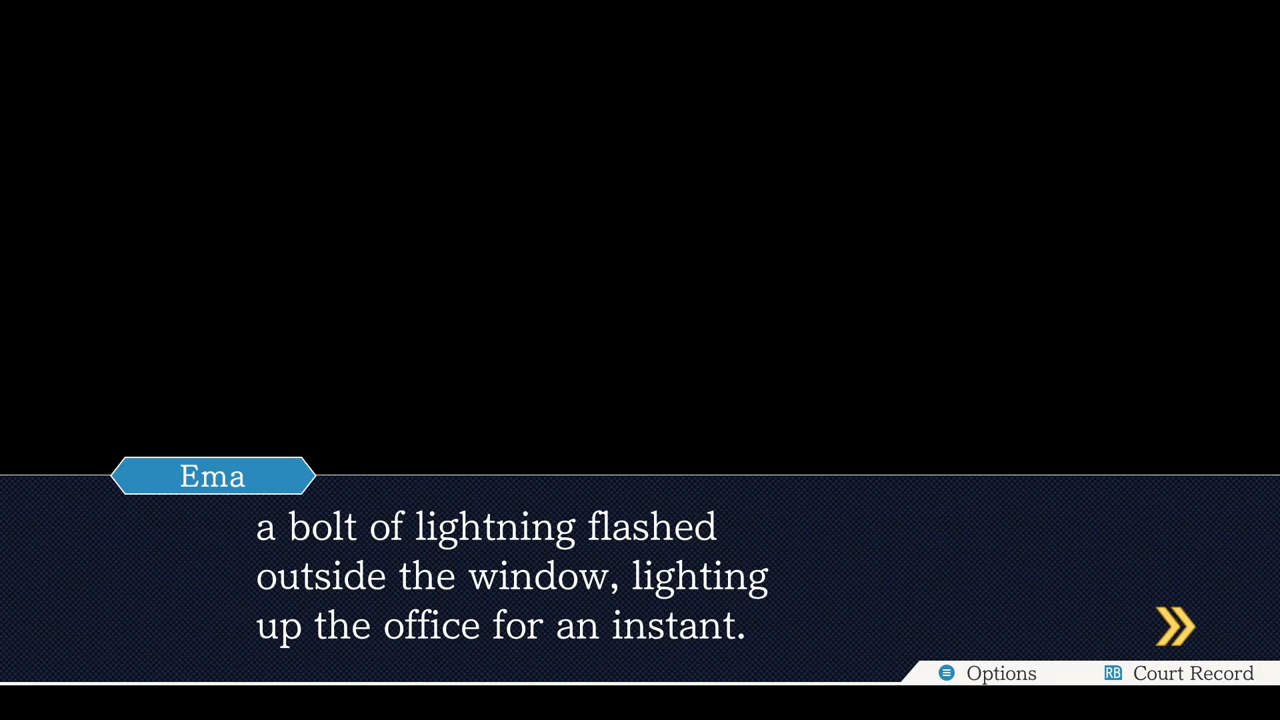 Ema
a bolt of lightning flashed
outside the window, lighting
up the office for an instant.
Options
RB Court Record